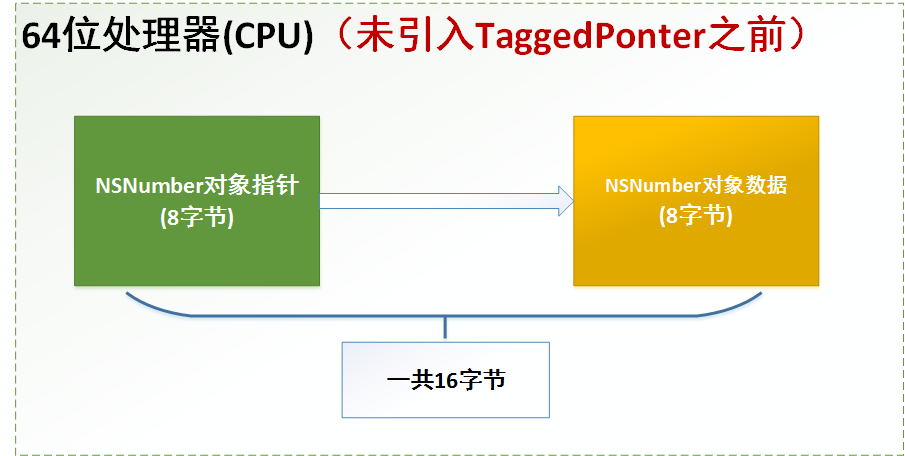 64位处理器(CPU)（未引入TaggedPonter之前）
NSNumber对象指针
(8字节)
NSNumber对象数据
(8字节)
一共16字节